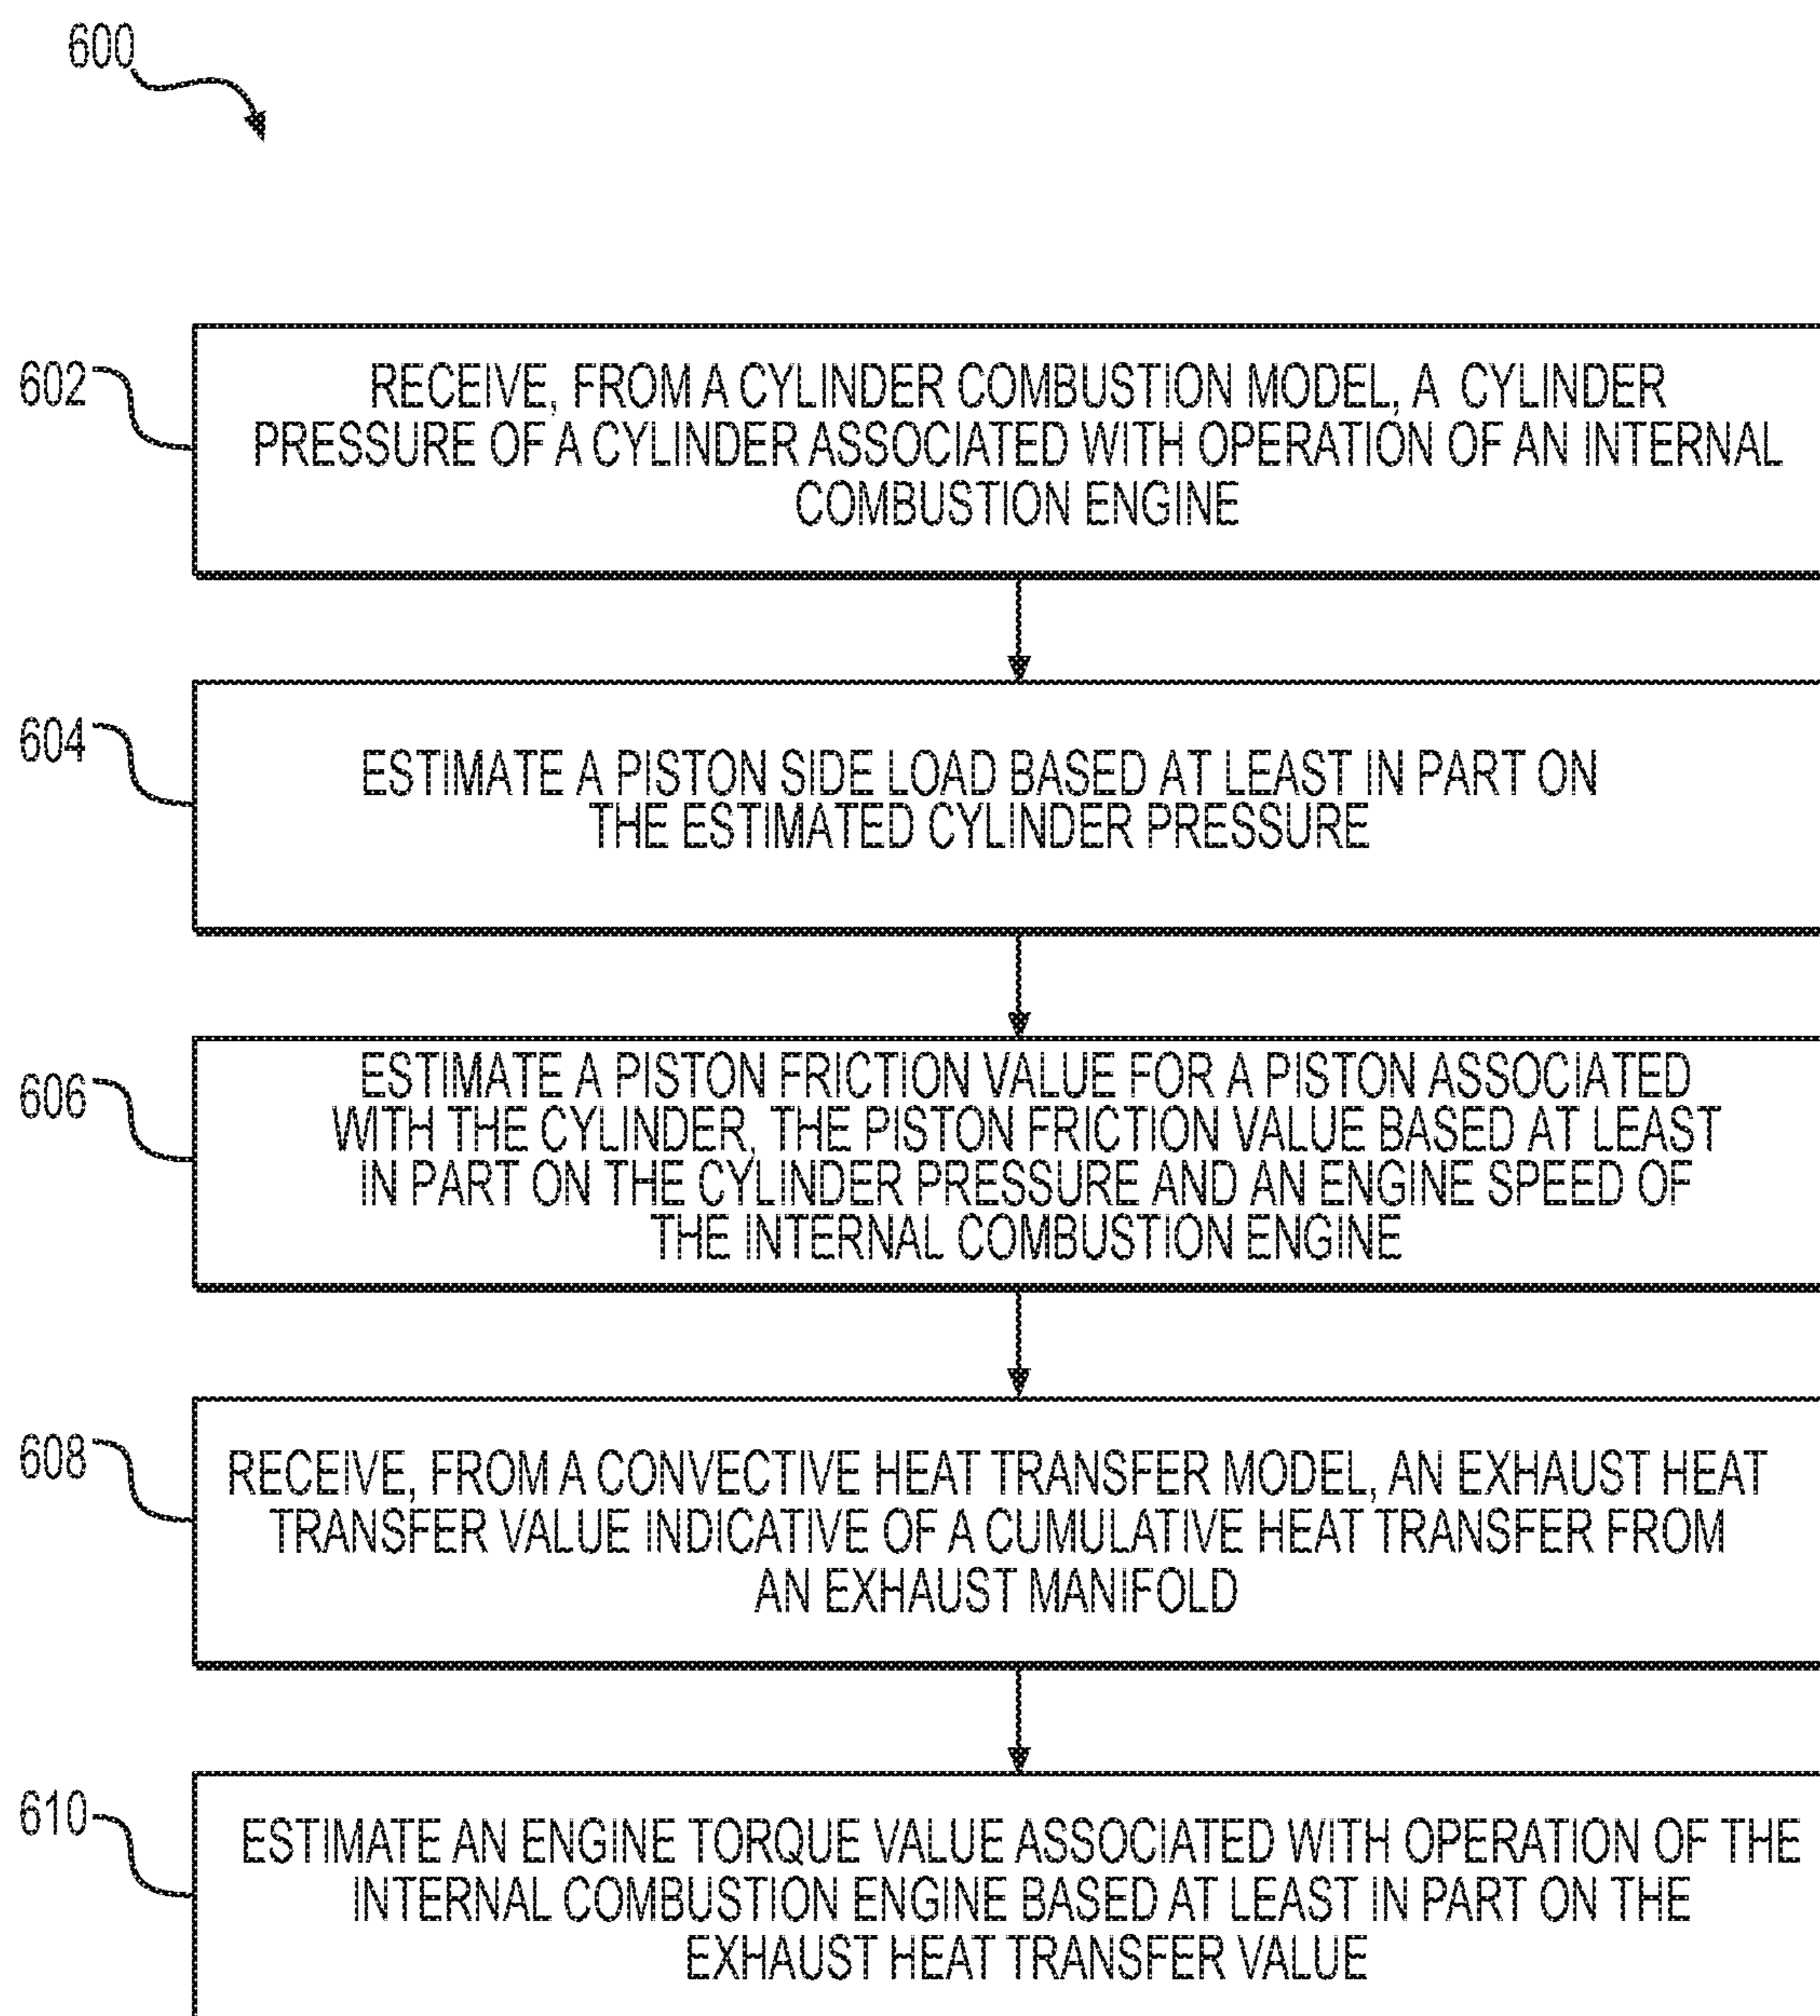 600
602
RECEIVE, FROM A CYLINDER COMBUSTION MODEL, A CYLINDER
PRESSURE OF A CYLINDER ASSOCIATED WITH OPERATION OF AN INTERNAL
COMBUSTION ENGINE
604
ESTIMATE A PISTON SIDE LOAD BASED AT LEAST IN PART ON
THE ESTIMATED CYLINDER PRESSURE
606
ESTIMATE A PISTON FRICTION VALUE FOR A PISTON ASSOCIATED
WITH THE CYLINDER, THE PISTON FRICTION VALUE BASED AT LEAST
IN PART ON THE CYLINDER PRESSURE AND AN ENGINE SPEED OF
THE INTERNAL COMBUSTION ENGINE
608
RECEIVE, FROM A CONVECTIVE HEAT TRANSFER MODEL, AN EXHAUST HEAT
TRANSFER VALUE INDICATIVE OF A CUMULATIVE HEAT TRANSFER FROM
AN EXHAUST MANIFOLD
610
ESTIMATE AN ENGINE TORQUE VALUE ASSOCIATED WITH OPERATION OF THE
INTERNAL COMBUSTION ENGINE BASED AT LEAST IN PART ON THE
EXHAUST HEAT TRANSFER VALUE